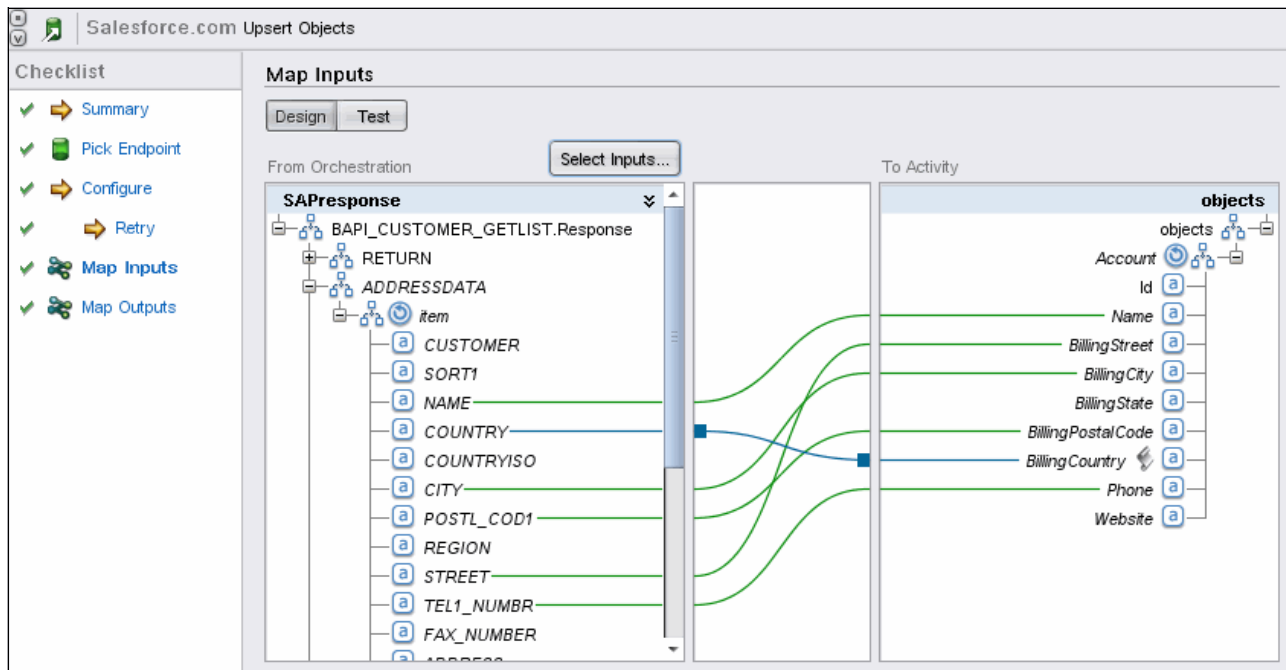 Salesforce.com Upsert Objects
Checklist
Summary
Pick Endpoint
Configure
Retry
Map Inputs
Map Outputs
Map Inputs
Design Test
From Orchestration
Select Inputs...
To Activity
SAPresponse
BAPI_CUSTOMER_GETLIST.Response
RETURN
ADDRESSDATA
item
CUSTOMER
SORT1
NAME
COUNTRY
COUNTRYISO
CITY
POSTL_COD1
REGION
STREET
TEL1_NUMBR
FAX_NUMBER
objects
objects
Account
Id
Name
BillingStreet
BillingCity
BillingState
BillingPostalCode
BillingCountry
Phone
Website